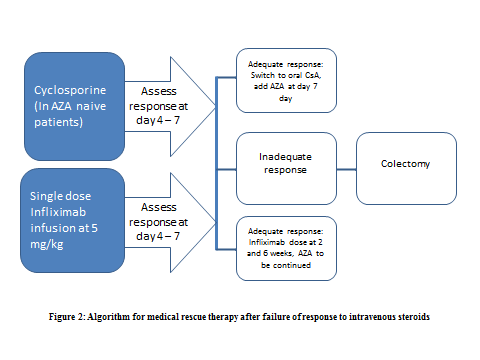 Cyclosporine
(In AZA naive
patients)
Assess
response at
day 4 – 7
Adequate response:
Switch to oral CsA,
add AZA at day 7
day
Inadequate
response
Colectomy
Single dose
Infliximab
infusion at 5
mg/kg
Assess
response at
day 4 – 7
Adequate response:
Infliximab dose at 2
and 6 weeks, AZA to
be continued
Figure 2: Algorithm for medical rescue therapy after failure of response to intravenous steroids